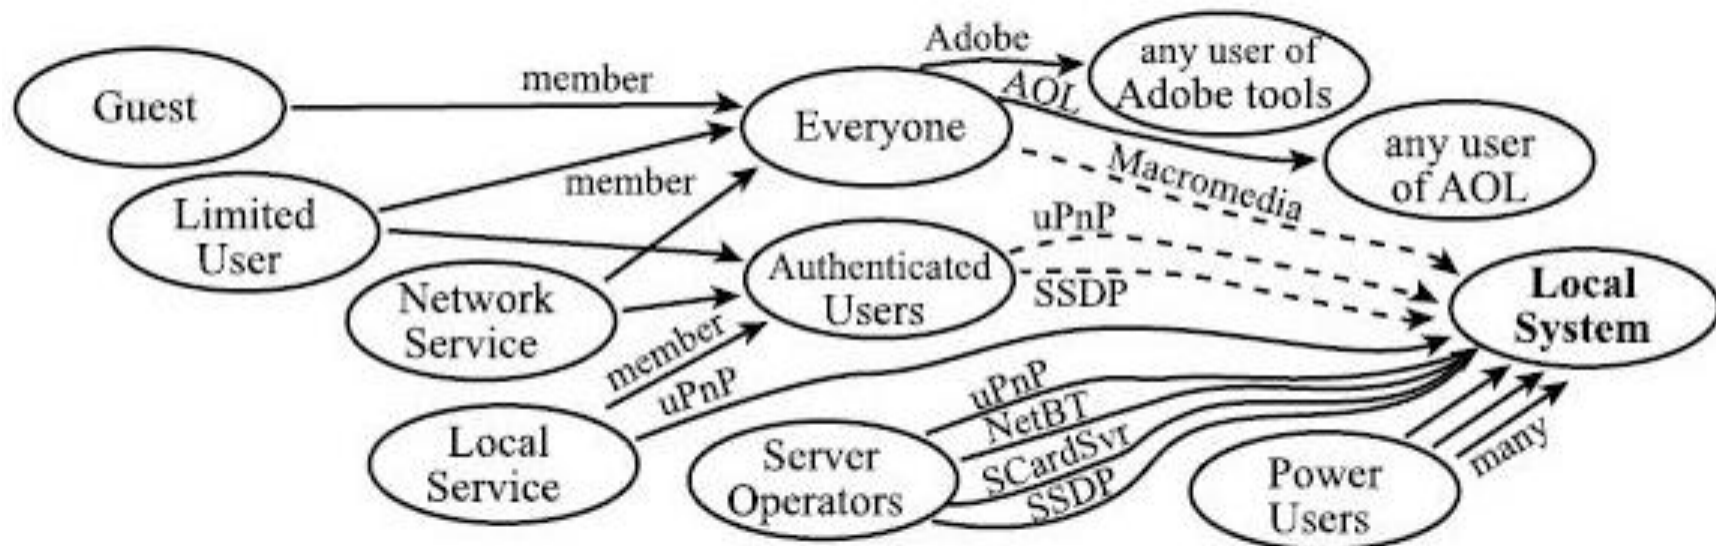 Guest
member
Limited
User
member
Network
Service
member
uPnP
Local
Service
Everyone
Authenticated
Users
Adobe
AOL
any user of
Adobe tools
any user
of AOL
Macromedia
uPnP
SSDP
Local
System
uPnP
NetBT
SCardSvr
SSDP
Server
Operators
Power
Users
many